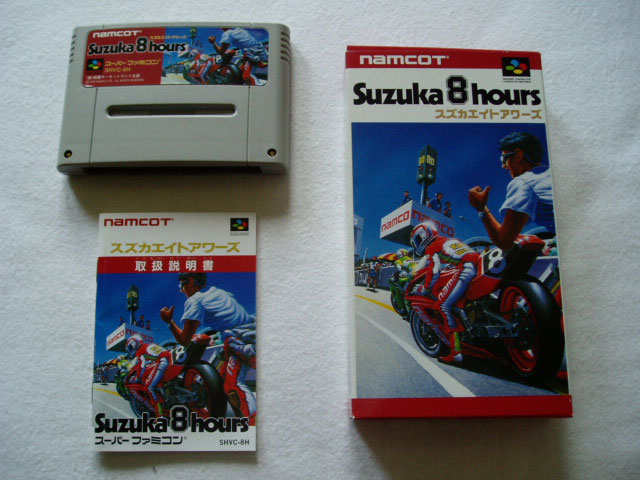 namcot
スズカエイトアワーズ
Suzuka 8 hours
スーパーファミコン
SHVC-8H
namcot
Suzuka 8 hours
スズカエイトアワーズ
namco
18
namcot
スズカエイトアワーズ
取扱説明書
namco
Suzuka 8 hours
スーパーファミコン
SHVC-8H